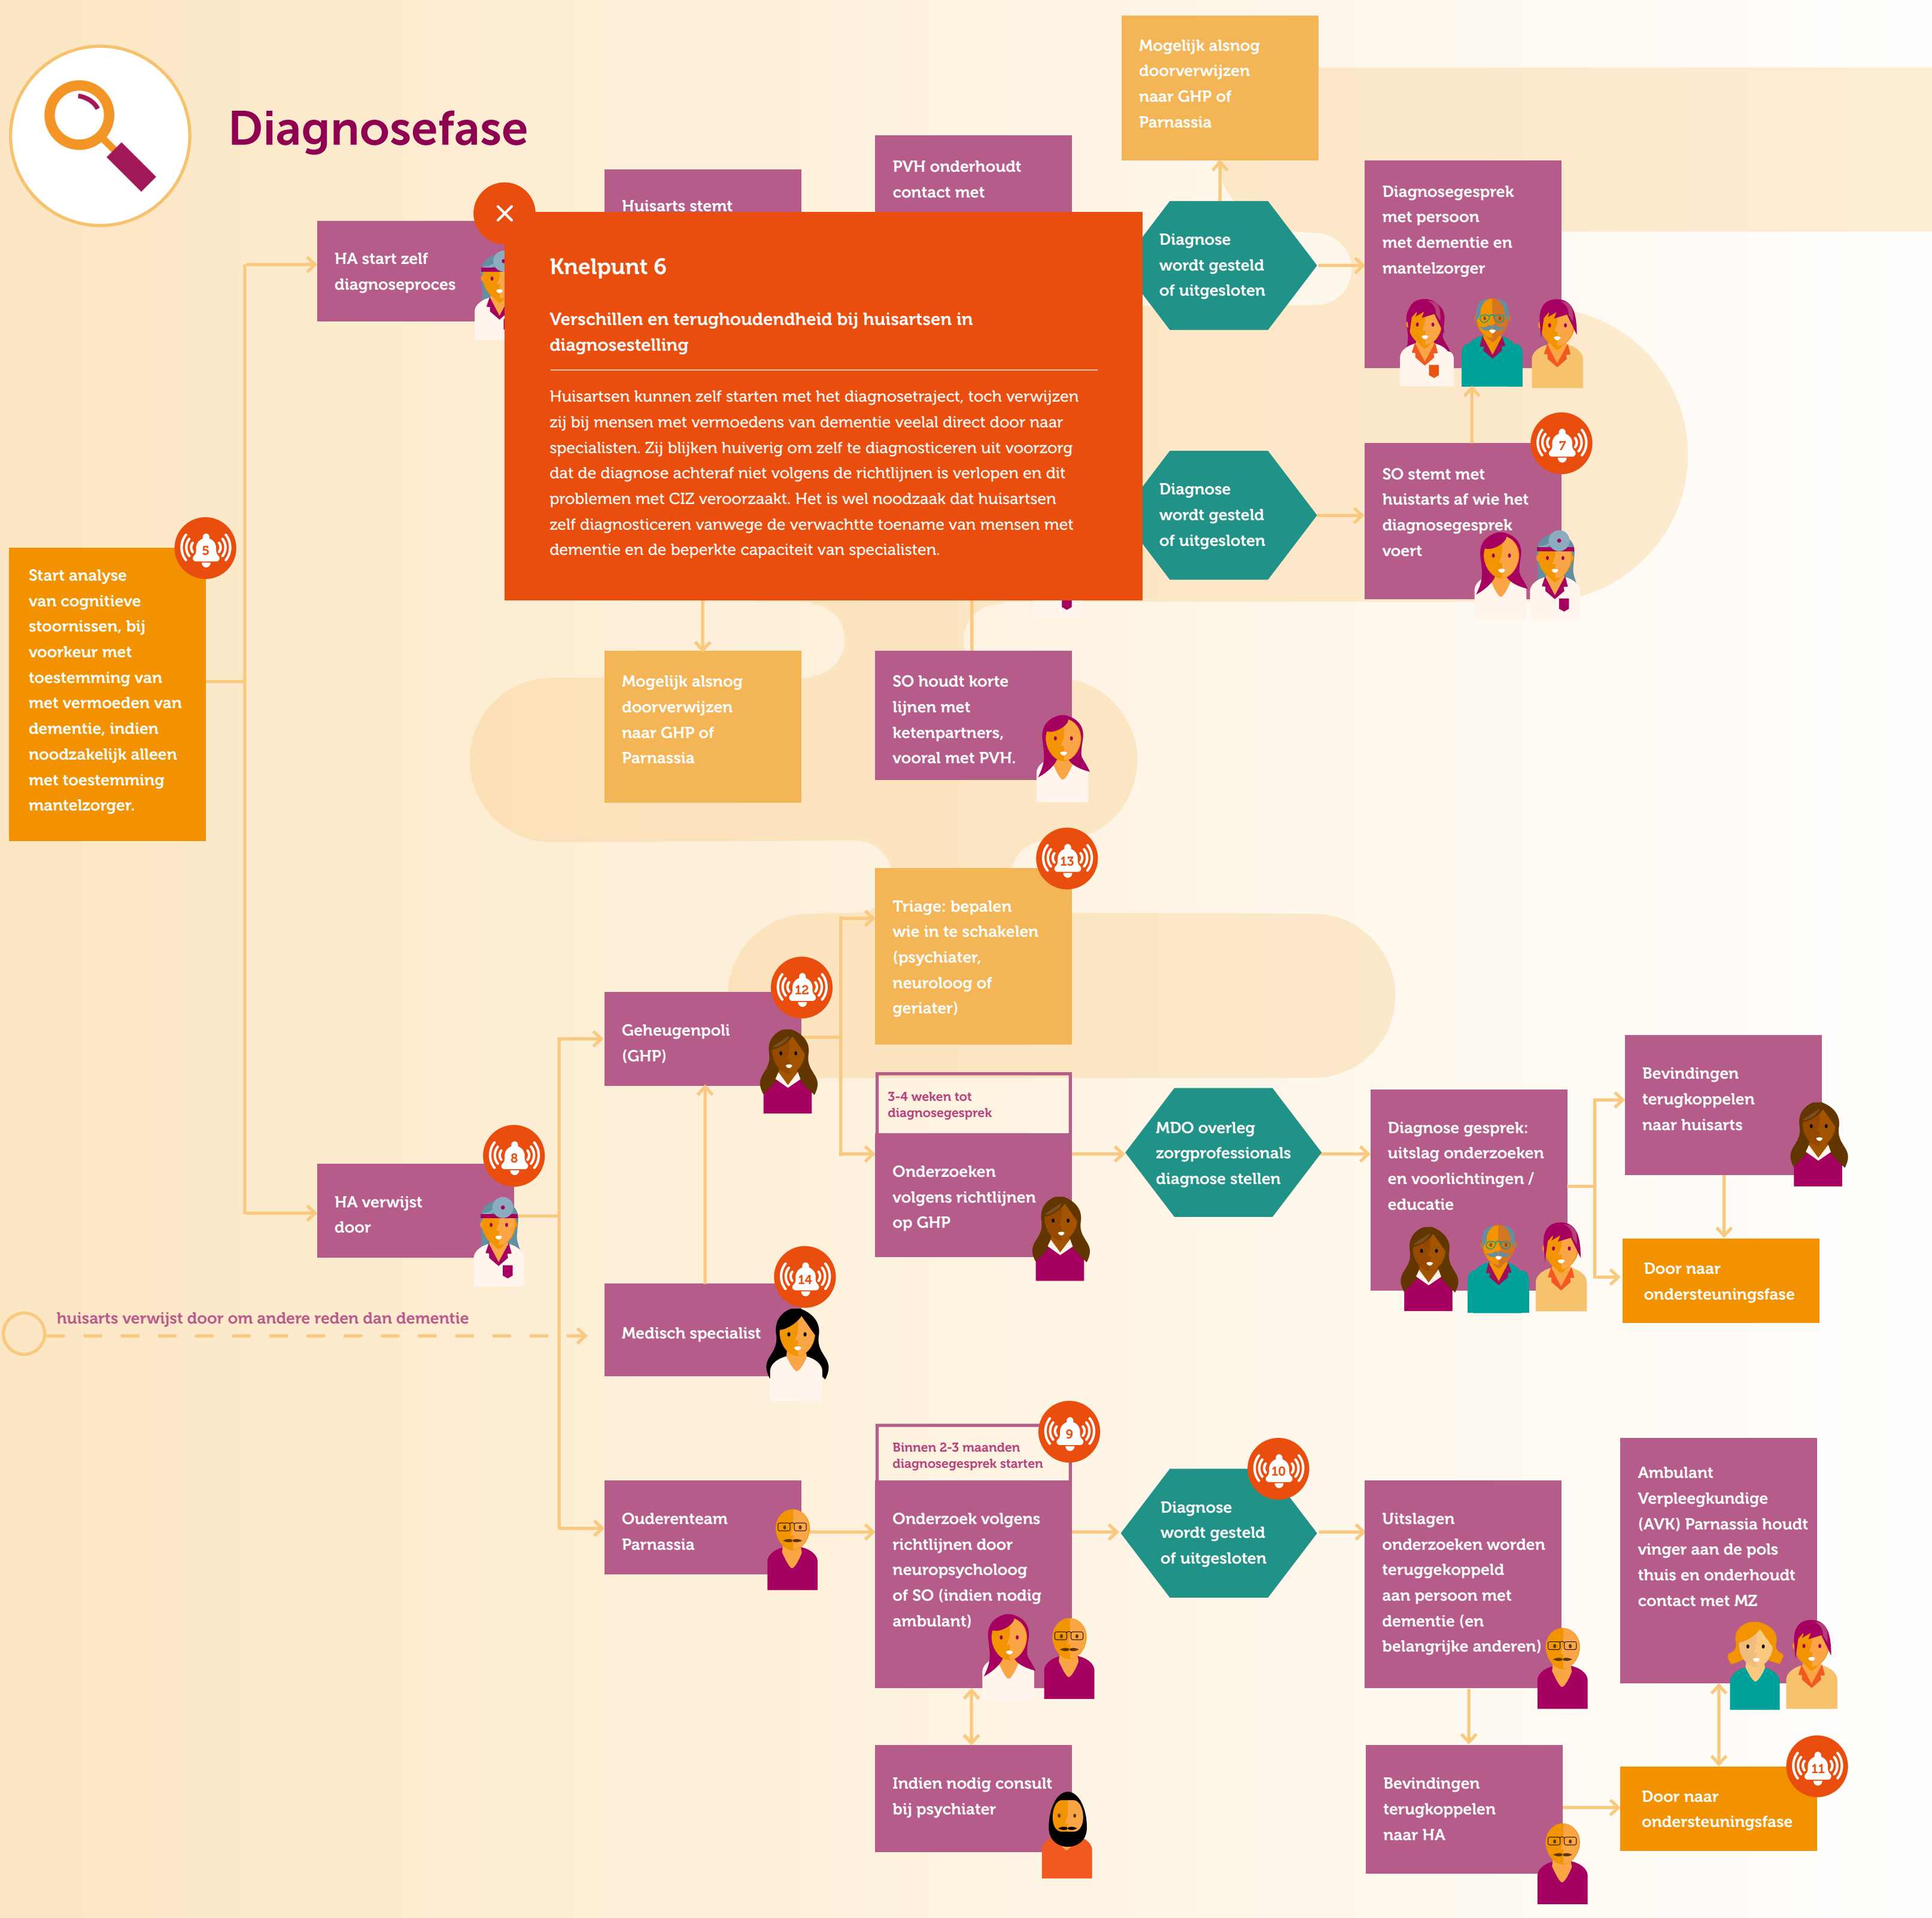 Diagnosefase
Mogelijk alsnog
doorverwijzen
naar GHP of
Parnassia
PVH onderhoudt
contact met
Huisarts stemt
HA start zelf
diagnoseproces
Knelpunt 6
Verschillen en terughoudendheid bij huisartsen in
diagnosestelling
Huisartsen kunnen zelf starten met het diagnosetraject, toch verwijzen
zij bij mensen met vermoedens van dementie veelal direct door naar
specialisten. Zij blijken huiverig om zelf te diagnosticeren uit voorzorg
dat de diagnose achteraf niet volgens de richtlijnen is verlopen en dit
problemen met CIZ veroorzaakt. Het is wel noodzaak dat huisartsen
zelf diagnosticeren vanwege de verwachtte toename van mensen met
dementie en de beperkte capaciteit van specialisten.
Diagnose
wordt gesteld
of uitgesloten
Diagnosegesprek
met persoon
met dementie en
mantelzorger
Diagnose
wordt gesteld
of uitgesloten
7
SO stemt met
huistarts af wie het
diagnosegesprek
voert
5
Start analyse
van cognitieve
stoornissen, bij
voorkeur met
toestemming van
met vermoeden van
dementie, indien
noodzakelijk alleen
met toestemming
mantelzorger.
Mogelijk alsnog
doorverwijzen
naar GHP of
Parnassia
SO houdt korte
lijnen met
ketenpartners,
vooral met PVH.
13
Triage: bepalen
wie in te schakelen
(psychiater,
neuroloog of
geriater)
12
Geheugenpoli
(GHP)
3-4 weken tot
diagnosegesprek
Onderzoeken
volgens richtlijnen
op GHP
MDO overleg
zorgprofessionals
diagnose stellen
Diagnose gesprek:
uitslag onderzoeken
en voorlichtingen /
educatie
Bevindingen
terugkoppelen
naar huisarts
Door naar
ondersteuningsfase
8
HA verwijst
door
huisarts verwijst door om andere reden dan dementie
14
Medisch specialist
Ouderenteam
Parnassia
9
Binnen 2-3 maanden
diagnosegesprek starten
Onderzoek volgens
richtlijnen door
neuropsycholoog
of SO (indien nodig
ambulant)
10
Diagnose
wordt gesteld
of uitgesloten
Uitslagen
onderzoeken worden
teruggekoppeld
aan persoon met
dementie (en
belangrijke anderen)
Ambulant
Verpleegkundige
(AVK) Parnassia houdt
vinger aan de pols
thuis en onderhoudt
contact met MZ
Indien nodig consult
bij psychiater
Bevindingen
terugkoppelen
naar HA
11
Door naar
ondersteuningsfase